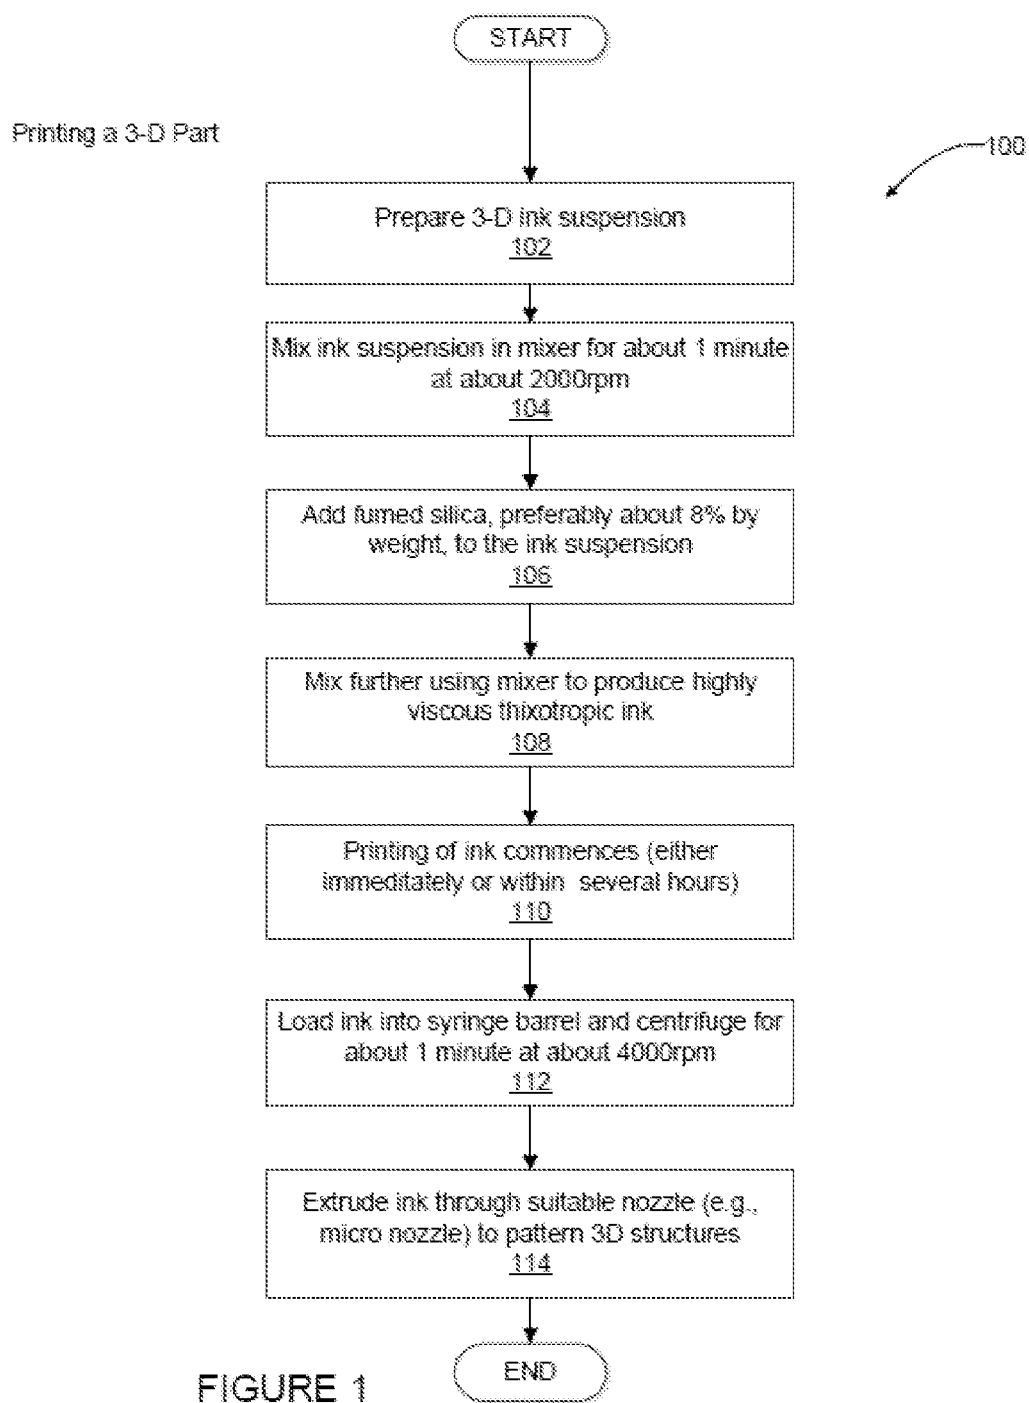 START
Printing a 3-D Part
100
Prepare 3-D ink suspension
102
Mix ink suspension in mixer for about 1 minute
at about 2000rpm
104
Add fumed silica, preferably about 8% by
weight, to the ink suspension
106
Mix further using mixer to produce highly
viscous thixotropic ink
108
Printing of ink commences (either
immeditately or within several hours)
110
Load ink into syringe barrel and centrifuge for
about 1 minute at about 4000rpm
112
Extrude ink through suitable nozzle (e.g.,
micro nozzle) to pattern 3D structures
114
END
FIGURE 1